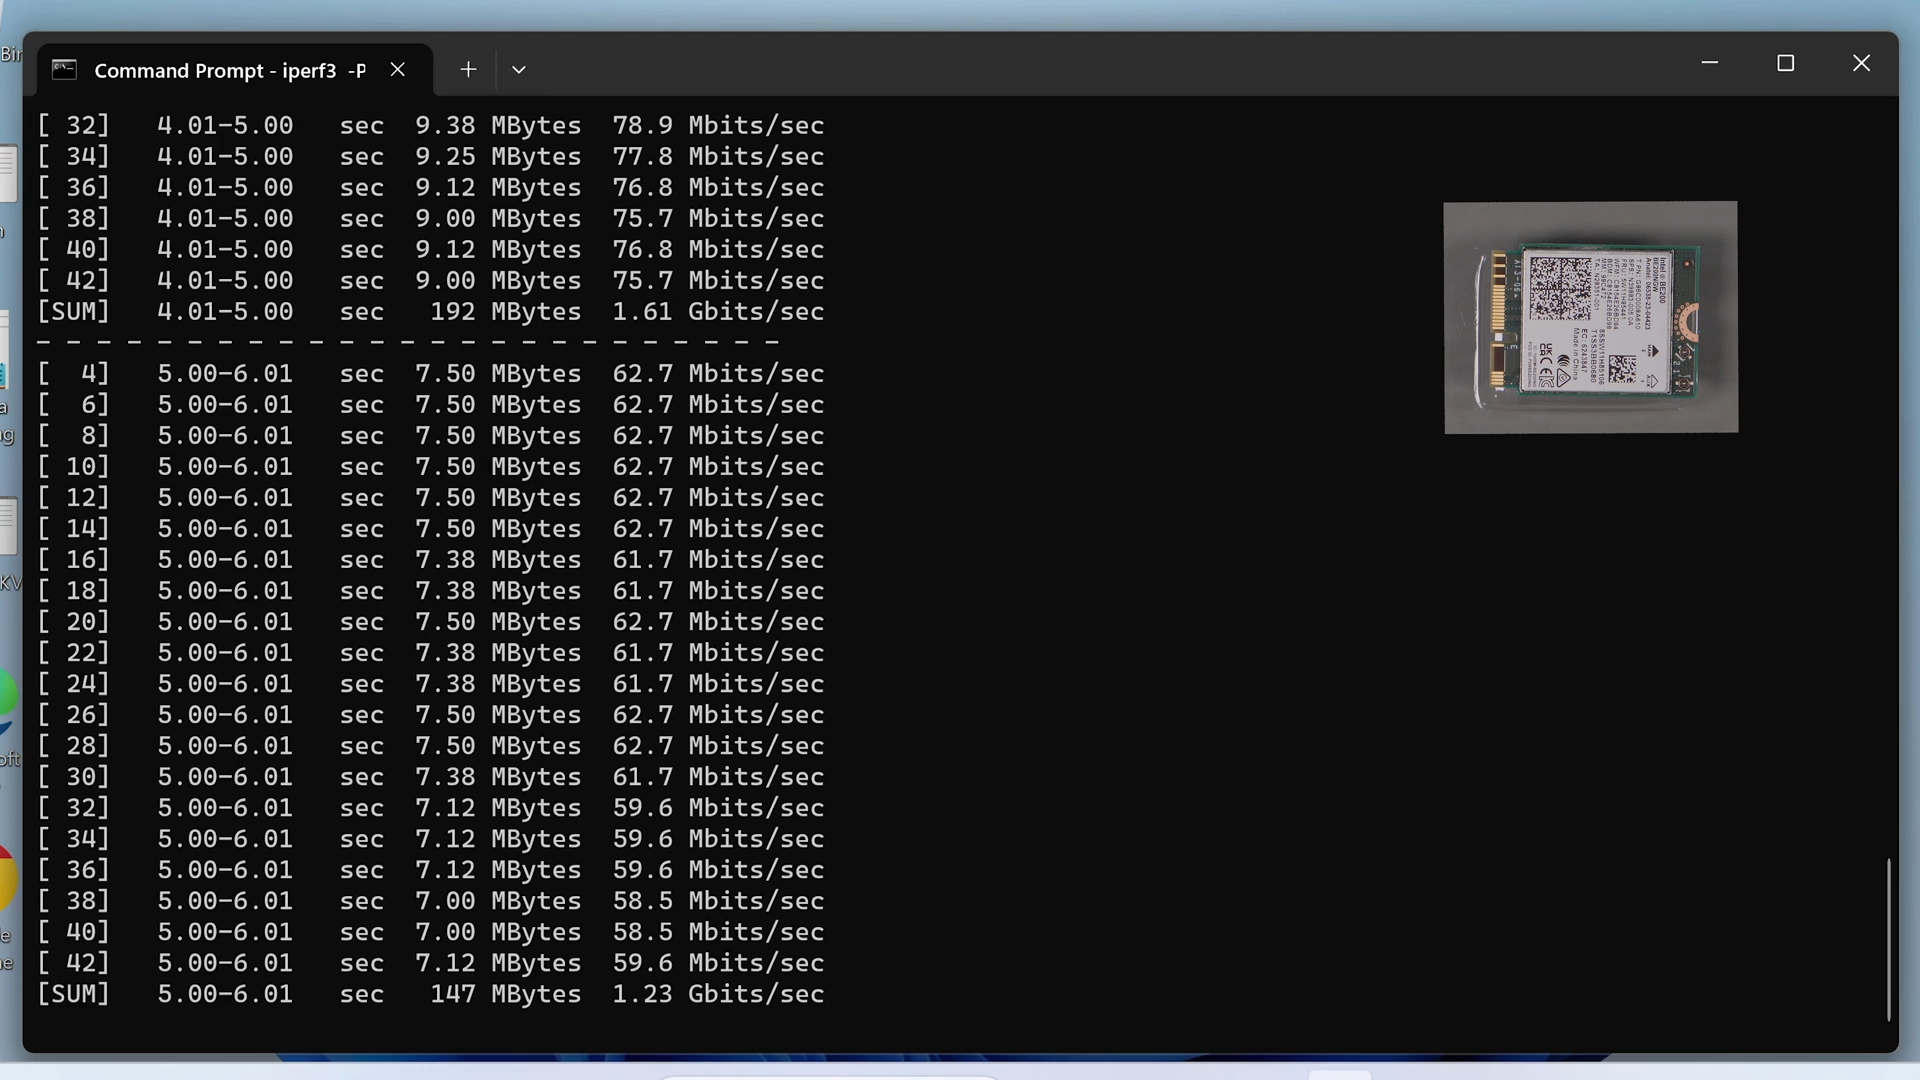 Bir
Command Prompt - iperf3 -P
[ 32] 4.01-5.00 sec 9.38 MBytes 78.9 Mbits/sec
[ 34] 4.01-5.00 sec 9.25 MBytes 77.8 Mbits/sec
[ 36] 4.01-5.00 sec 9.12 MBytes 76.8 Mbits/sec
[ 38] 4.01-5.00 sec 9.00 MBytes 75.7 Mbits/sec
[ 40] 4.01-5.00 sec 9.12 MBytes 76.8 Mbits/sec
[ 42] 4.01-5.00 sec 9.00 MBytes 75.7 Mbits/sec
[SUM] 4.01-5.00 sec 192 MBytes 1.61 Gbits/sec
- - - - - - - - - - - - - - - - - - - - - - - - -
[ 4] 5.00-6.01 sec 7.50 MBytes 62.7 Mbits/sec
[ 6] 5.00-6.01 sec 7.50 MBytes 62.7 Mbits/sec
[ 8] 5.00-6.01 sec 7.50 MBytes 62.7 Mbits/sec
[ 10] 5.00-6.01 sec 7.50 MBytes 62.7 Mbits/sec
[ 12] 5.00-6.01 sec 7.50 MBytes 62.7 Mbits/sec
[ 14] 5.00-6.01 sec 7.50 MBytes 62.7 Mbits/sec
[ 16] 5.00-6.01 sec 7.38 MBytes 61.7 Mbits/sec
[ 18] 5.00-6.01 sec 7.38 MBytes 61.7 Mbits/sec
[ 20] 5.00-6.01 sec 7.50 MBytes 62.7 Mbits/sec
[ 22] 5.00-6.01 sec 7.38 MBytes 61.7 Mbits/sec
[ 24] 5.00-6.01 sec 7.38 MBytes 61.7 Mbits/sec
[ 26] 5.00-6.01 sec 7.50 MBytes 62.7 Mbits/sec
[ 28] 5.00-6.01 sec 7.50 MBytes 62.7 Mbits/sec
[ 30] 5.00-6.01 sec 7.38 MBytes 61.7 Mbits/sec
[ 32] 5.00-6.01 sec 7.12 MBytes 59.6 Mbits/sec
[ 34] 5.00-6.01 sec 7.12 MBytes 59.6 Mbits/sec
[ 36] 5.00-6.01 sec 7.12 MBytes 59.6 Mbits/sec
[ 38] 5.00-6.01 sec 7.00 MBytes 58.5 Mbits/sec
[ 40] 5.00-6.01 sec 7.00 MBytes 58.5 Mbits/sec
[ 42] 5.00-6.01 sec 7.12 MBytes 59.6 Mbits/sec
[SUM] 5.00-6.01 sec 147 MBytes 1.23 Gbits/sec
Intel® BE200
BE200NGW
Made in China